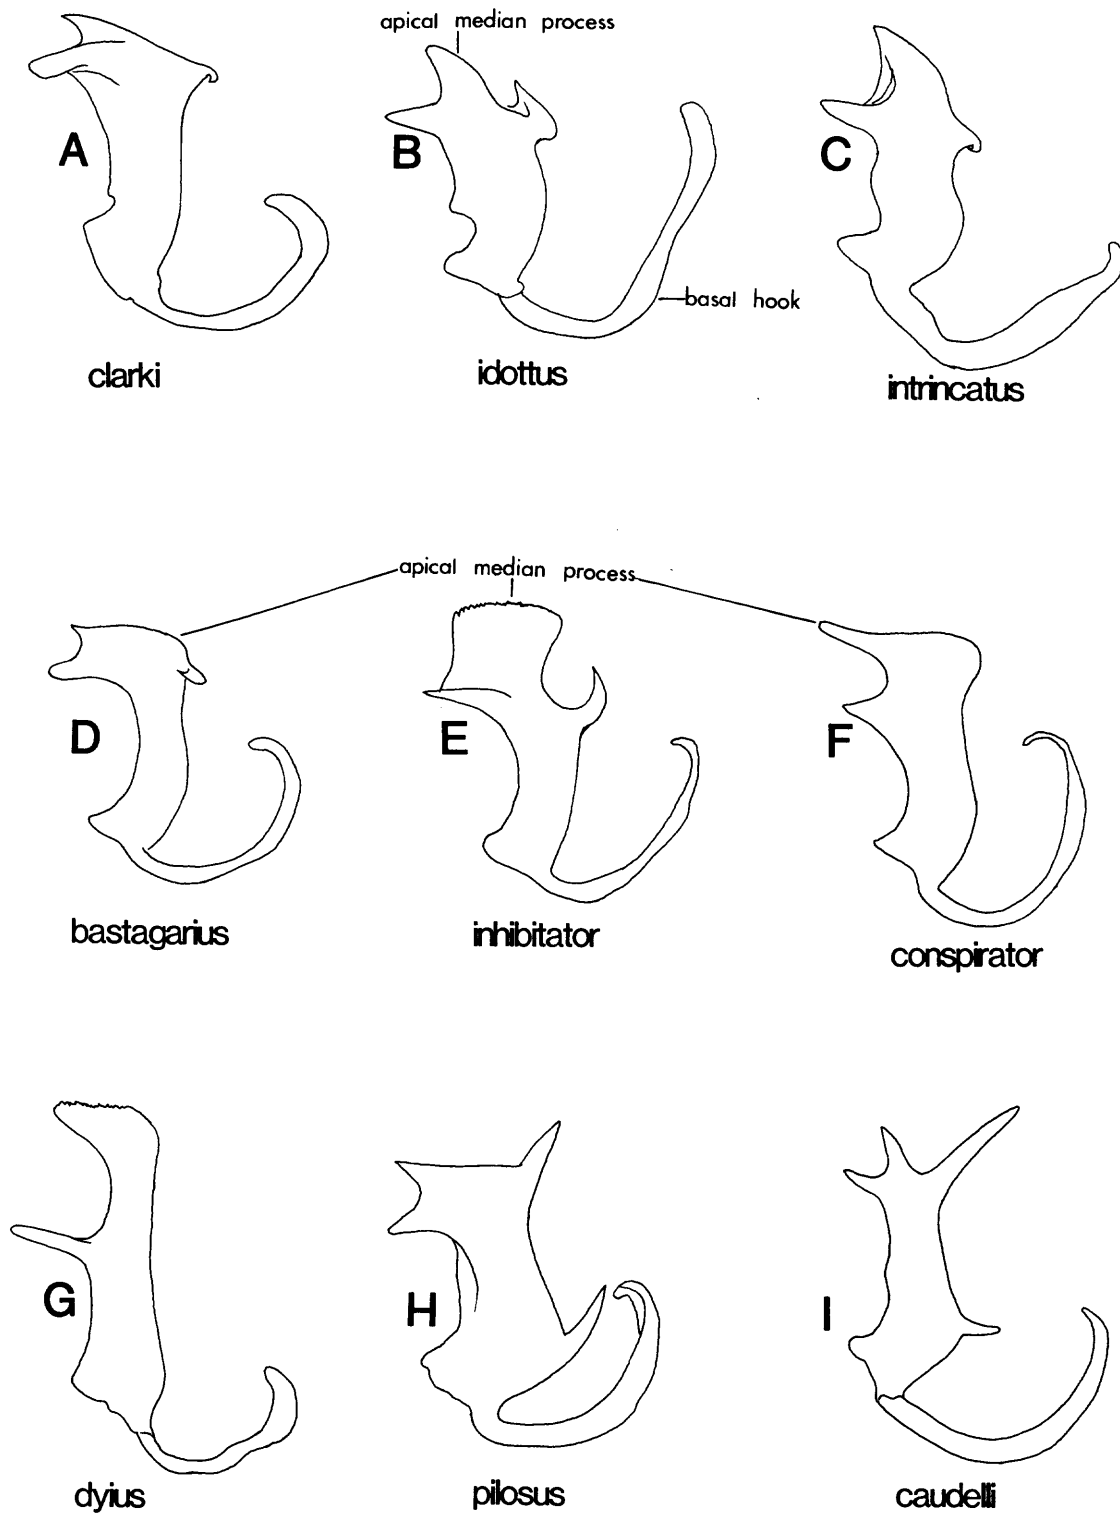 apical median process
A
B
C
basal hook
clarki
idottus
intrincatus
apical median process
D
E
F
bastagarius
inhibitator
conspirator
G
H
I
dyius
pilosus
caudelli